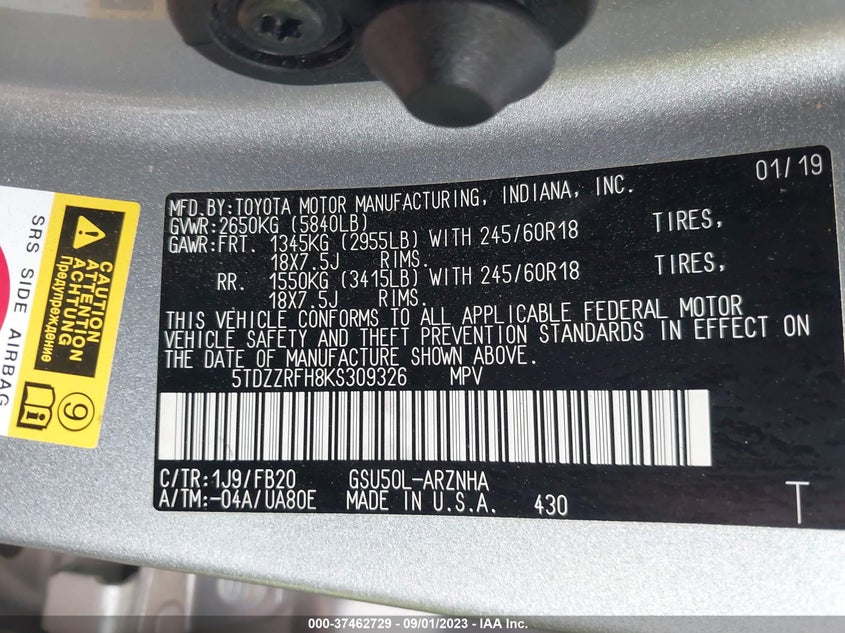 MFD.BY:TOYOTA MOTOR MANUFACTURING, INDIANA, INC. 01/19
GVWR:2650KG (5840LB)
GAWR:FRT. 1345KG (2955LB) WITH 245/60R18 TIRES,
18X7.5J RIMS.
RR. 1550KG (3415LB) WITH 245/60R18 TIRES,
18X7.5J RIMS.
THIS VEHICLE CONFORMS TO ALL APPLICABLE FEDERAL MOTOR
VEHICLE SAFETY AND THEFT PREVENTION STANDARDS IN EFFECT ON
THE DATE OF MANUFACTURE SHOWN ABOVE.
5TDZZRFH8KS309326 MPV
C/TR:1J9/FB20 GSU50L-ARZNHA
A/TM:-04A/UA80E MADE IN U.S.A. 430 T
CAUTION
ATTENTION
ACHTUNG
Предупреждение
9
SRS SIDE AIRBAG
000-37462729 - 09/01/2023 - IAA Inc.